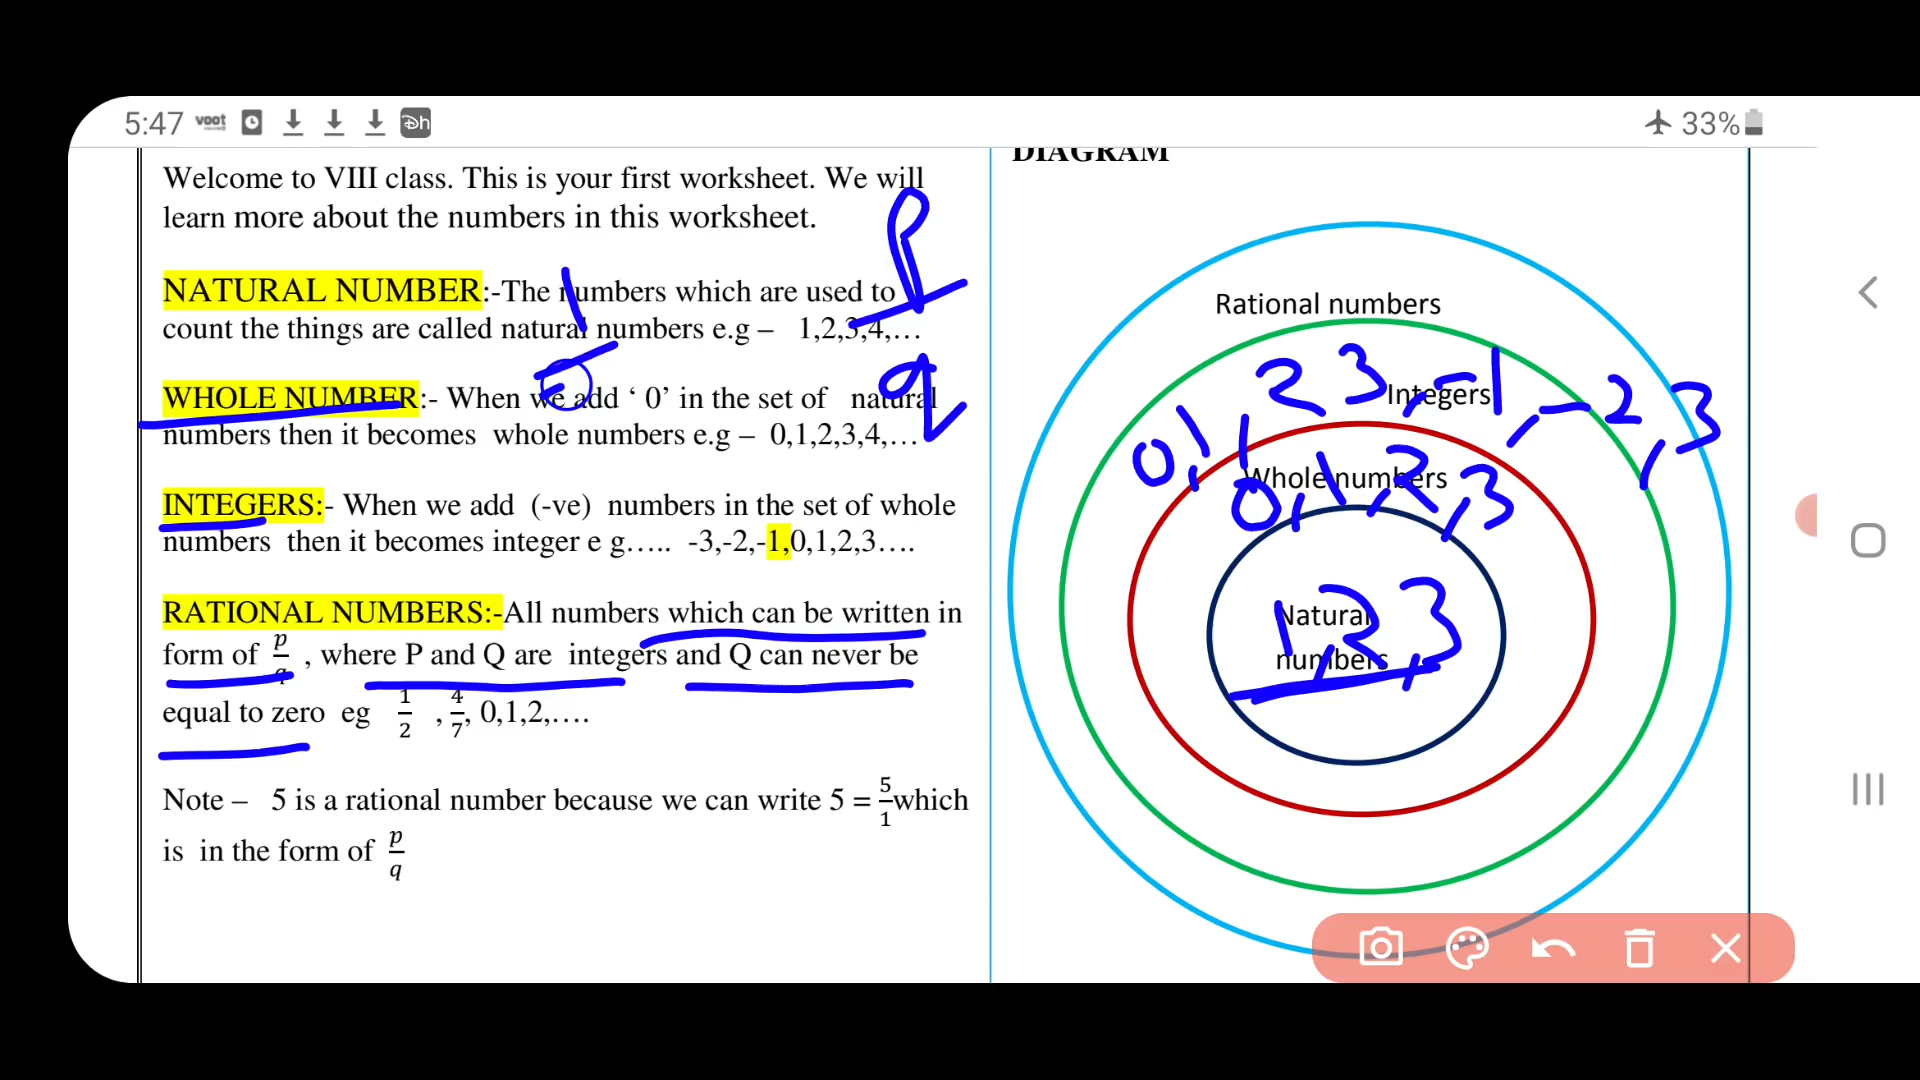 5:47 voot Dh 33%
DIAGRAM
Welcome to VIII class. This is your first worksheet. We will
learn more about the numbers in this worksheet.
NATURAL NUMBER:-The numbers which are used to
count the things are called natural numbers e.g – 1,2,3,4,…
WHOLE NUMBER:- When we add ‘ 0’ in the set of natural
numbers then it becomes whole numbers e.g – 0,1,2,3,4,…
INTEGERS:- When we add (-ve) numbers in the set of whole
numbers then it becomes integer e g….. -3,-2,-1,0,1,2,3….
RATIONAL NUMBERS:-All numbers which can be written in
form of p/q , where P and Q are integers and Q can never be
equal to zero eg 1/2 , 4/7, 0,1,2,….
Note – 5 is a rational number because we can write 5 = 5/1 which
is in the form of p/q
p
q
1
Rational numbers
Integers
0, 1, 2 3, -1, -2, 3
Whole numbers
0, 1, 2, 3
Natural
numbers
1, 2, 3